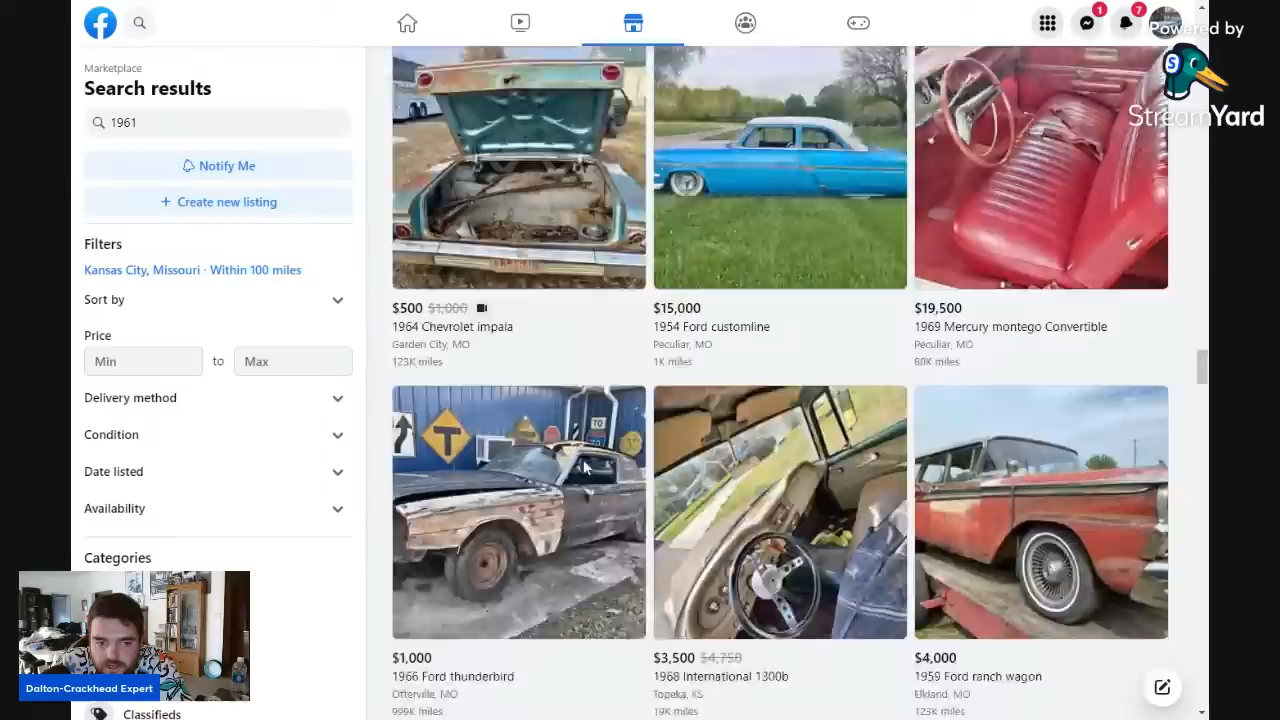 1
7
Powered by
StreamYard
Marketplace
Search results
1961
Notify Me
+ Create new listing
Filters
Kansas City, Missouri · Within 100 miles
Sort by
Price
Min to Max
Delivery method
Condition
Date listed
Availability
Categories
Classifieds
$500 $1,000
1964 Chevrolet impala
Garden City, MO
123K miles
$15,000
1954 Ford customline
Peculiar, MO
1K miles
$19,500
1969 Mercury montego Convertible
Peculiar, MO
80K miles
TO
$1,000
1966 Ford thunderbird
Otterville, MO
999K miles
$3,500 $4,750
1968 International 1300b
Topeka, KS
19K miles
$4,000
1959 Ford ranch wagon
Elkland, MO
123K miles
Dalton-Crackhead Expert